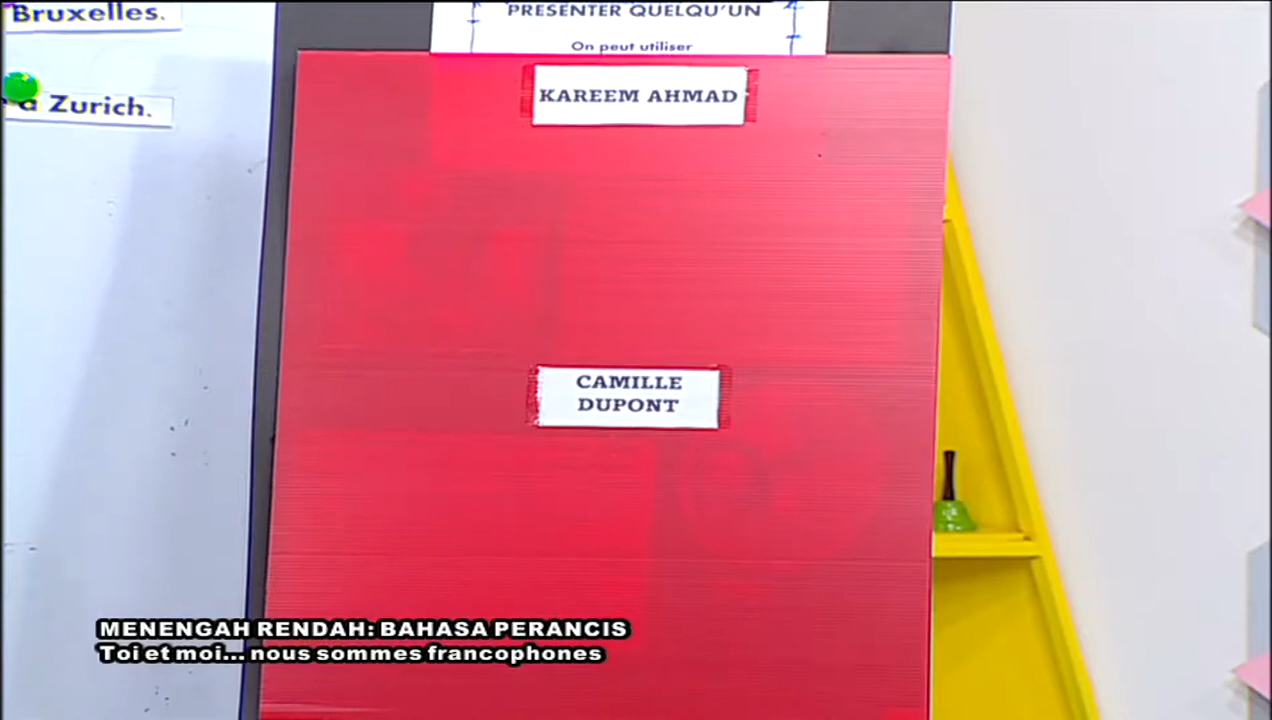 Bruxelles.
à Zurich.
PRESENTER QUELQU'UN
On peut utiliser
KAREEM AHMAD
CAMILLE
DUPONT
MENENGAH RENDAH: BAHASA PERANCIS
Toi et moi... nous sommes francophones